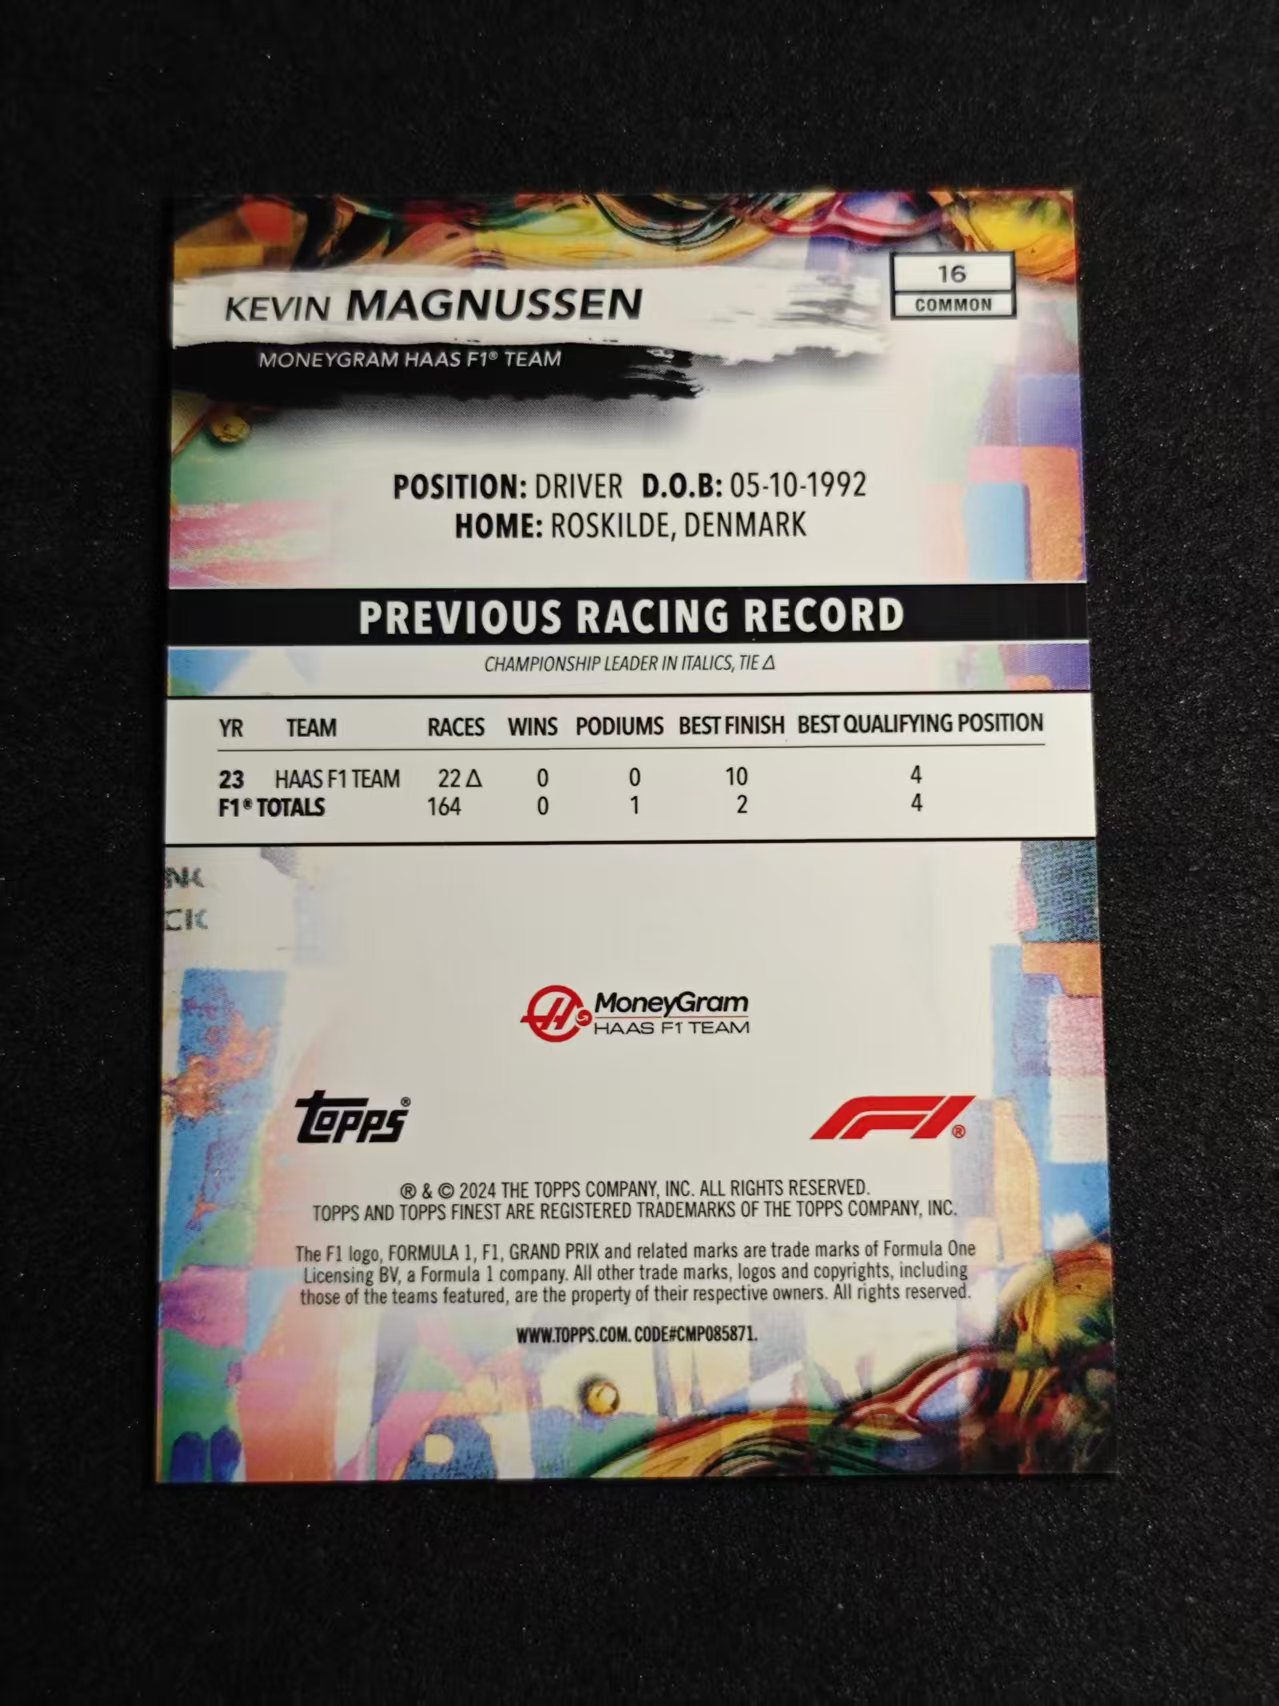 KEVIN MAGNUSSEN
16
COMMON
MONEYGRAM HAAS F1® TEAM
POSITION: DRIVER D.O.B: 05-10-1992
HOME: ROSKILDE, DENMARK
PREVIOUS RACING RECORD
CHAMPIONSHIP LEADER IN ITALICS, TIE Δ
YR TEAM RACES WINS PODIUMS BEST FINISH BEST QUALIFYING POSITION
23 HAAS F1 TEAM 22 Δ 0 0 10 4
F1® TOTALS 164 0 1 2 4
MoneyGram
HAAS F1 TEAM
TOPPS®
F1®
® & © 2024 THE TOPPS COMPANY, INC. ALL RIGHTS RESERVED.
TOPPS AND TOPPS FINEST ARE REGISTERED TRADEMARKS OF THE TOPPS COMPANY, INC.
The F1 logo, FORMULA 1, F1, GRAND PRIX and related marks are trade marks of Formula One
Licensing BV, a Formula 1 company. All other trade marks, logos and copyrights, including
those of the teams featured, are the property of their respective owners. All rights reserved.
WWW.TOPPS.COM. CODE#CMP085871.